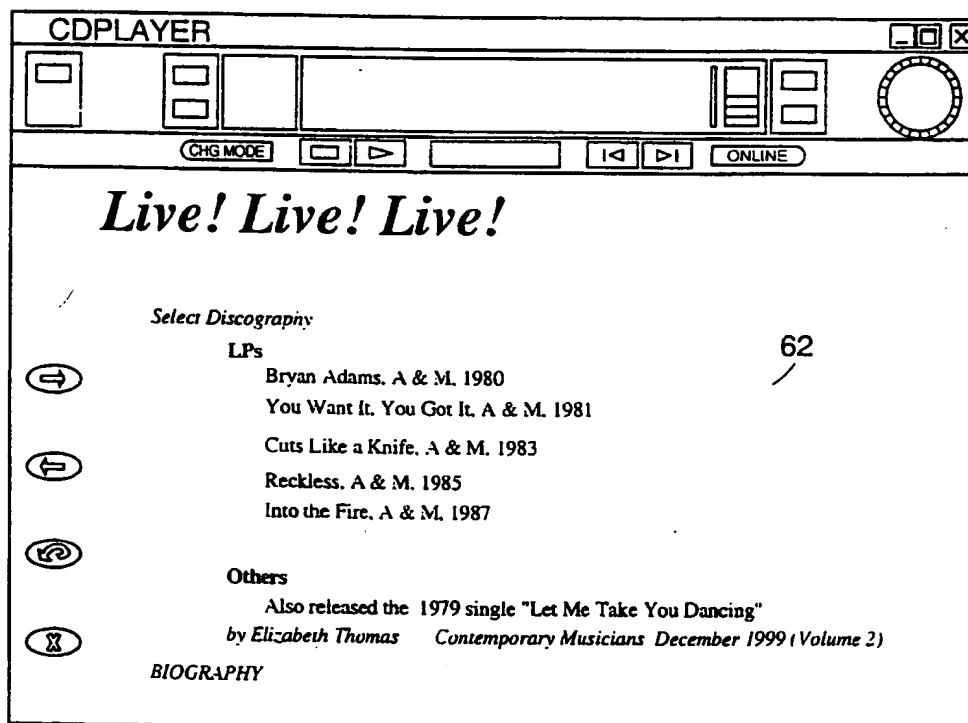 CDPLAYER
CHG MODE
ONLINE
Live! Live! Live!
Select Discography
62
LPs
Bryan Adams, A & M, 1980
You Want It, You Got It, A & M, 1981
Cuts Like a Knife, A & M, 1983
Reckless, A & M, 1985
Into the Fire, A & M, 1987
Others
Also released the 1979 single "Let Me Take You Dancing"
by Elizabeth Thomas Contemporary Musicians December 1999 (Volume 2)
X
BIOGRAPHY